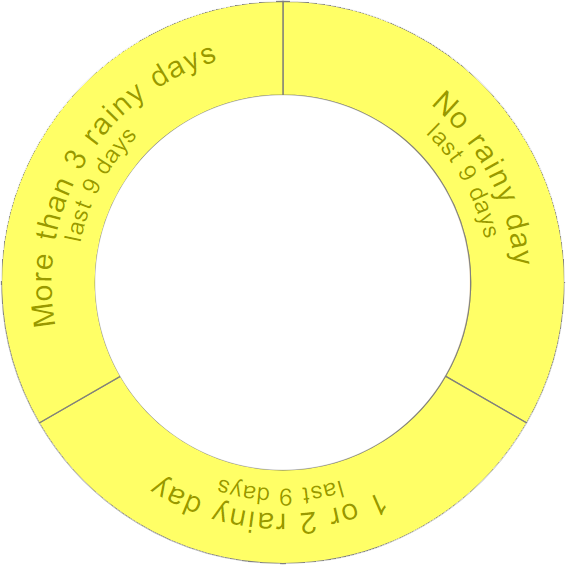 No rainy day
last 9 days
1 or 2 rainy day
last 9 days
More than 3 rainy days
last 9 days